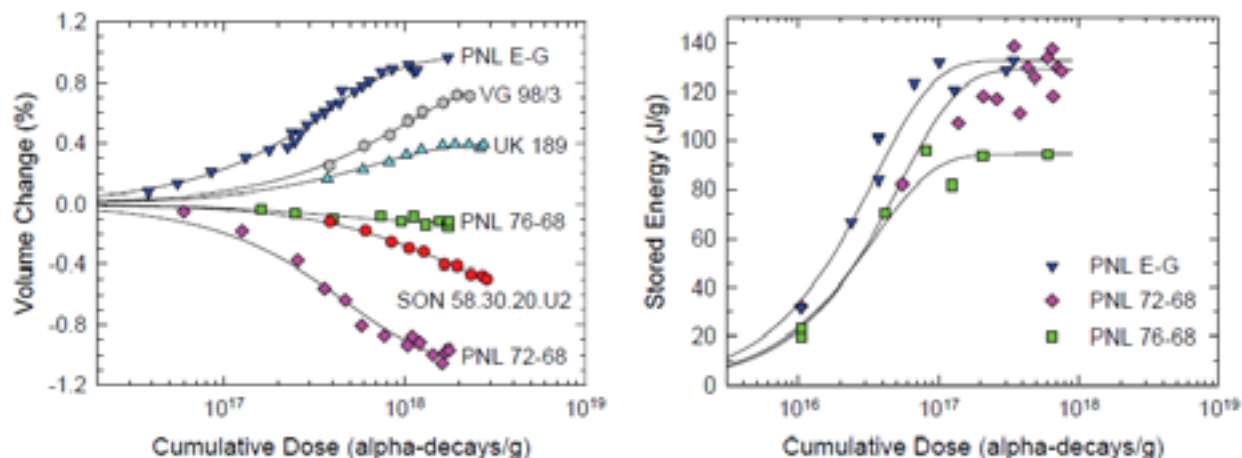 1.2
0.8
0.4
0.0
-0.4
-0.8
-1.2
Volume Change (%)
PNL E-G
VG 98/3
UK 189
PNL 76-68
SON 58.30.20.U2
PNL 72-68
10^17
10^18
10^19
Cumulative Dose (alpha-decays/g)
140
120
100
80
60
40
20
0
Stored Energy (J/g)
PNL E-G
PNL 72-68
PNL 76-68
10^16
10^17
10^18
10^19
Cumulative Dose (alpha-decays/g)